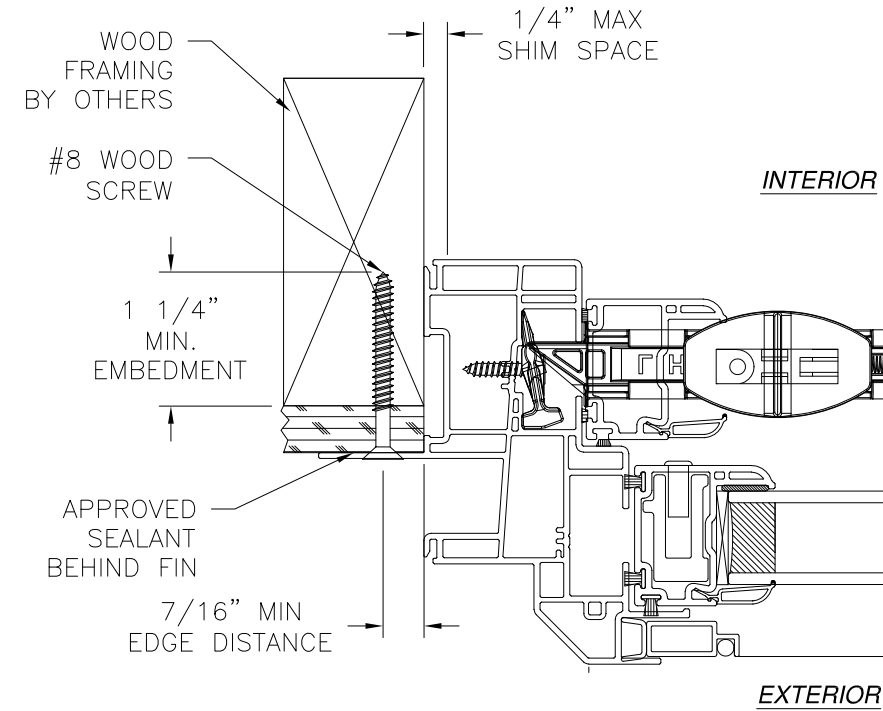 1/4” MAX
SHIM SPACE
WOOD
FRAMING
BY OTHERS
#8 WOOD
SCREW
INTERIOR
1 1/4”
MIN.
EMBEDMENT
APPROVED
SEALANT
BEHIND FIN
7/16” MIN
EDGE DISTANCE
EXTERIOR